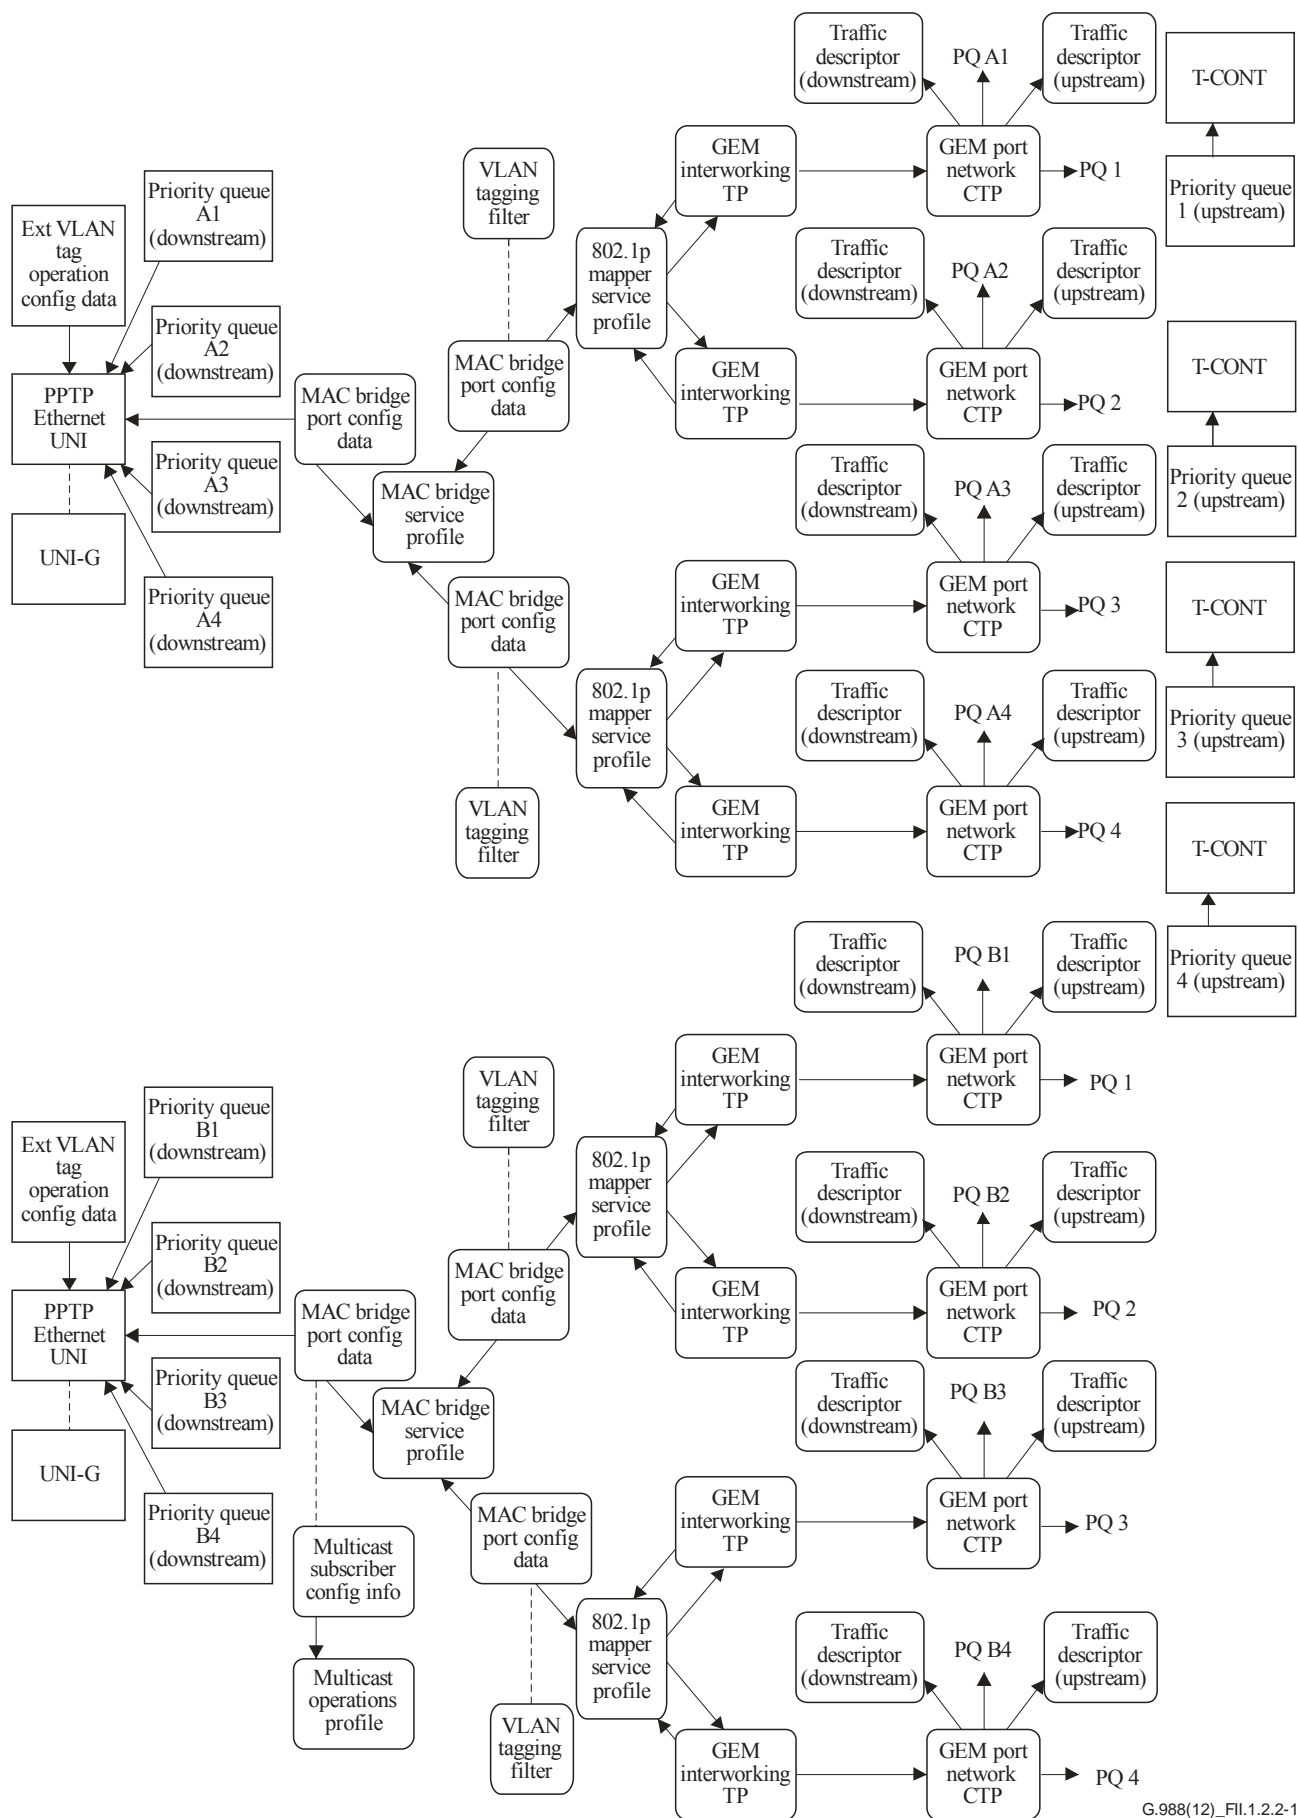 Traffic
descriptor
(downstream)
PQ A1
Traffic
descriptor
(upstream)
T-CONT
GEM
interworking
TP
GEM port
network
CTP
PQ 1
Priority queue
1 (upstream)
VLAN
tagging
filter
Priority queue
A1
(downstream)
Ext VLAN
tag
operation
config data
802.1p
mapper
service
profile
Traffic
descriptor
(downstream)
PQ A2
Traffic
descriptor
(upstream)
Priority queue
A2
(downstream)
MAC bridge
port config
data
GEM
interworking
TP
GEM port
network
CTP
PQ 2
T-CONT
PPTP
Ethernet
UNI
MAC bridge
port config
data
Priority queue
A3
(downstream)
MAC bridge
service
profile
Traffic
descriptor
(downstream)
PQ A3
Traffic
descriptor
(upstream)
Priority queue
2 (upstream)
UNI-G
Priority queue
A4
(downstream)
MAC bridge
port config
data
GEM
interworking
TP
GEM port
network
CTP
PQ 3
T-CONT
802.1p
mapper
service
profile
Traffic
descriptor
(downstream)
PQ A4
Traffic
descriptor
(upstream)
Priority queue
3 (upstream)
VLAN
tagging
filter
GEM
interworking
TP
GEM port
network
CTP
PQ 4
T-CONT
Traffic
descriptor
(downstream)
PQ B1
Traffic
descriptor
(upstream)
Priority queue
4 (upstream)
VLAN
tagging
filter
GEM
interworking
TP
GEM port
network
CTP
PQ 1
Priority queue
B1
(downstream)
Ext VLAN
tag
operation
config data
802.1p
mapper
service
profile
Traffic
descriptor
(downstream)
PQ B2
Traffic
descriptor
(upstream)
Priority queue
B2
(downstream)
MAC bridge
port config
data
GEM
interworking
TP
GEM port
network
CTP
PQ 2
PPTP
Ethernet
UNI
MAC bridge
port config
data
Priority queue
B3
(downstream)
MAC bridge
service
profile
Traffic
descriptor
(downstream)
PQ B3
Traffic
descriptor
(upstream)
UNI-G
Priority queue
B4
(downstream)
MAC bridge
port config
data
GEM
interworking
TP
GEM port
network
CTP
PQ 3
Multicast
subscriber
config info
802.1p
mapper
service
profile
Traffic
descriptor
(downstream)
PQ B4
Traffic
descriptor
(upstream)
Multicast
operations
profile
VLAN
tagging
filter
GEM
interworking
TP
GEM port
network
CTP
PQ 4
G.988(12)_FII.1.2.2-1